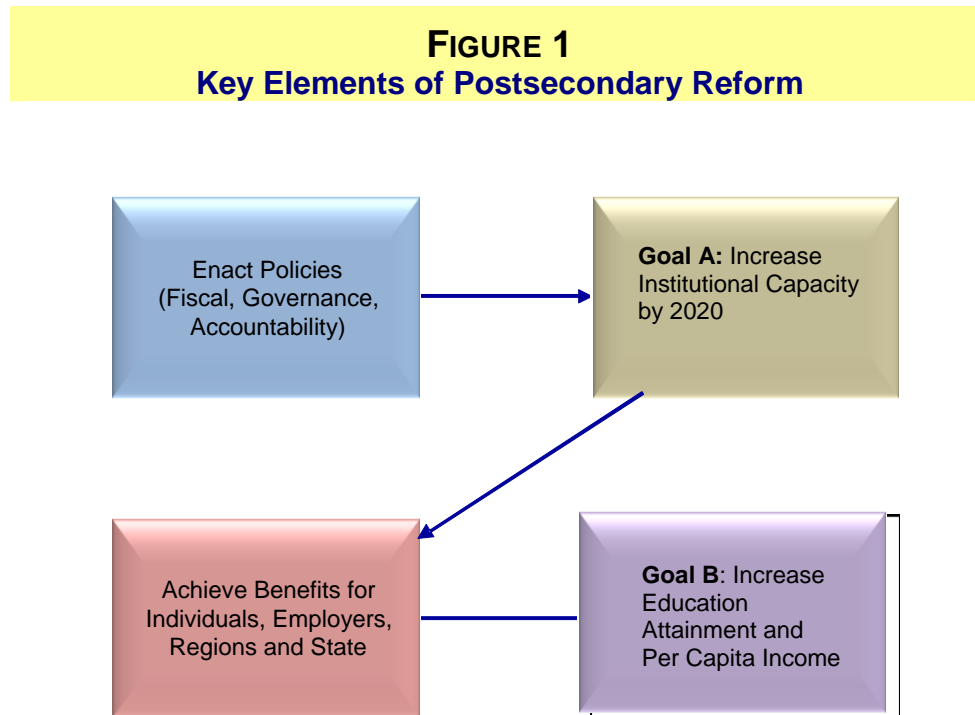 FIGURE 1
Key Elements of Postsecondary Reform
Enact Policies
(Fiscal, Governance,
Accountability)
Goal A: Increase
Institutional Capacity
by 2020
Achieve Benefits for
Individuals, Employers,
Regions and State
Goal B: Increase
Education
Attainment and
Per Capita Income